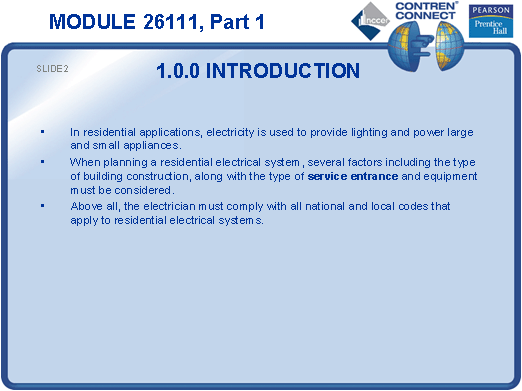 MODULE 26111, Part 1
nccer
CONTREN®
CONNECT
PEARSON
Prentice
Hall
SLIDE 2
1.0.0 INTRODUCTION
• In residential applications, electricity is used to provide lighting and power large
and small appliances.
• When planning a residential electrical system, several factors including the type
of building construction, along with the type of service entrance and equipment
must be considered.
• Above all, the electrician must comply with all national and local codes that
apply to residential electrical systems.